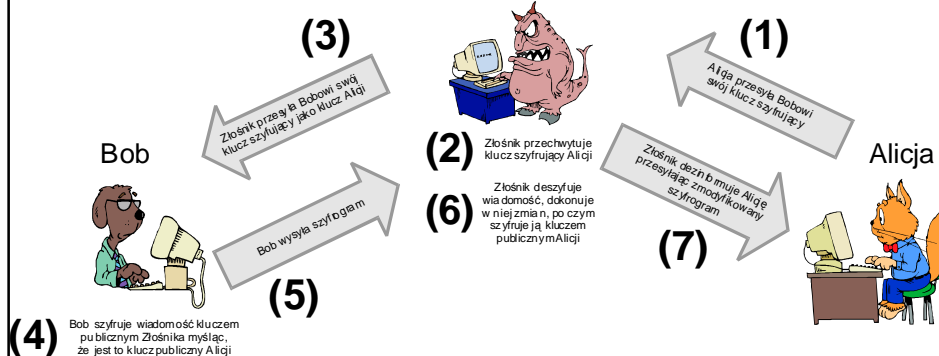 (1)
Alicja przesyła Bobowi
swój klucz szyfrujący
(3)
Złośnik przesyła Bobowi swój
klucz szyfrujący jako klucz Alicji
Bob
Alicja
(2)
Złośnik przechwytuje
klucz szyfrujący Alicji
Złośnik dezinformuje Alicję
przesyłając zmodyfikowany
szyfrogram
(6)
Złośnik deszyfruje
wiadomość, dokonuje
w niej zmian, po czym
szyfruje ją kluczem
publicznym Alicji
Bob wysyła szyfrogram
(7)
(5)
(4)
Bob szyfruje wiadomość kluczem
publicznym Złośnika myśląc,
że jest to klucz publiczny Alicji